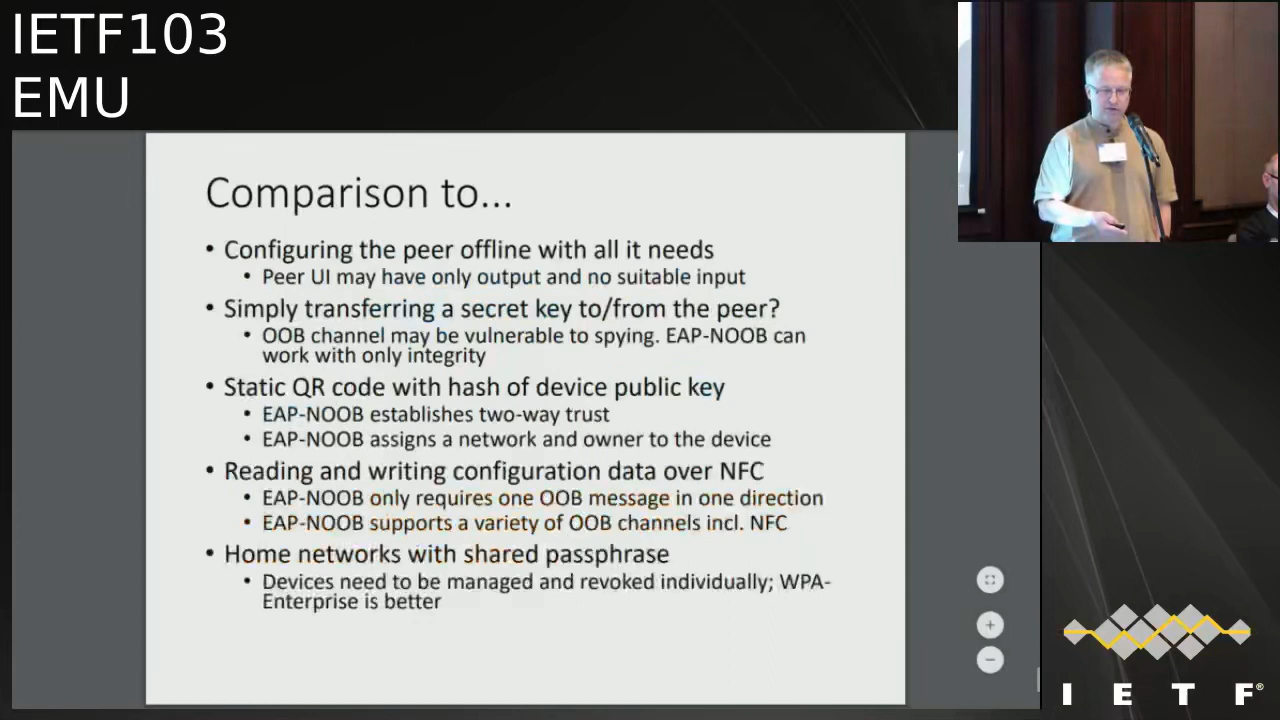 IETF103
EMU
Comparison to...
• Configuring the peer offline with all it needs
• Peer UI may have only output and no suitable input
• Simply transferring a secret key to/from the peer?
• OOB channel may be vulnerable to spying. EAP-NOOB can
work with only integrity
• Static QR code with hash of device public key
• EAP-NOOB establishes two-way trust
• EAP-NOOB assigns a network and owner to the device
• Reading and writing configuration data over NFC
• EAP-NOOB only requires one OOB message in one direction
• EAP-NOOB supports a variety of OOB channels incl. NFC
• Home networks with shared passphrase
• Devices need to be managed and revoked individually; WPA-
Enterprise is better
I E T F®